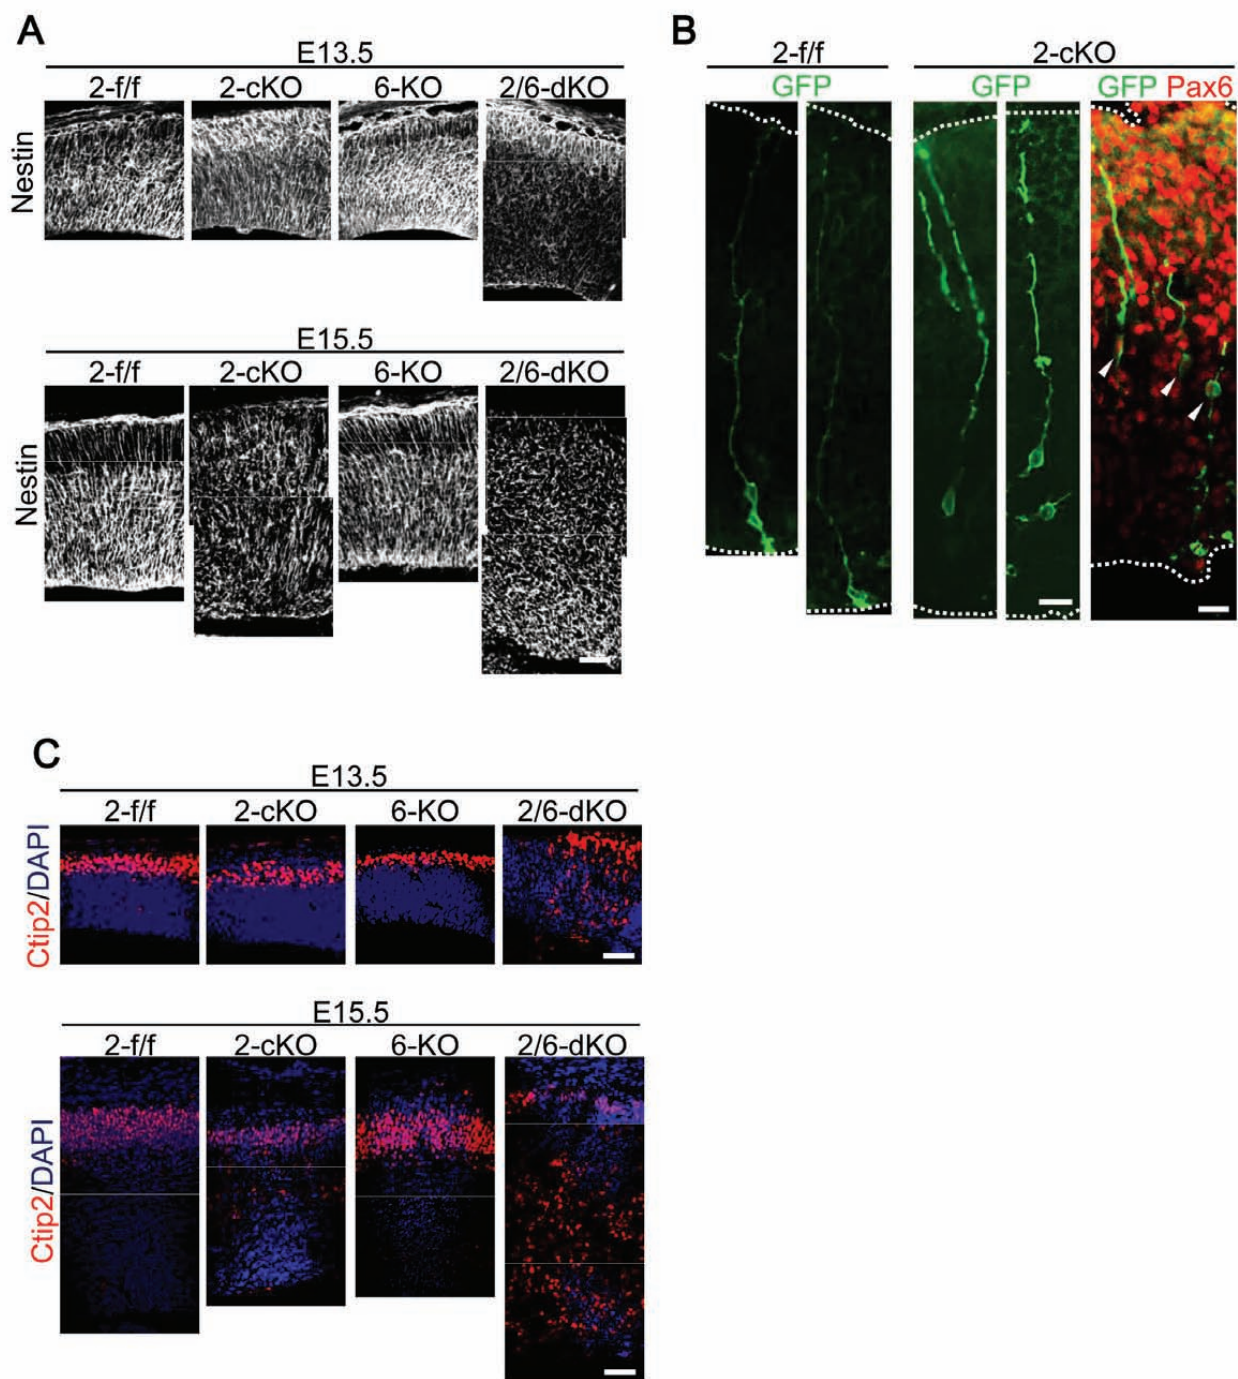 A
E13.5
2-f/f 2-cKO 6-KO 2/6-dKO
Nestin
E15.5
2-f/f 2-cKO 6-KO 2/6-dKO
Nestin
B
2-f/f 2-cKO
GFP GFP GFP Pax6
C
E13.5
2-f/f 2-cKO 6-KO 2/6-dKO
Ctip2/DAPI
E15.5
2-f/f 2-cKO 6-KO 2/6-dKO
Ctip2/DAPI